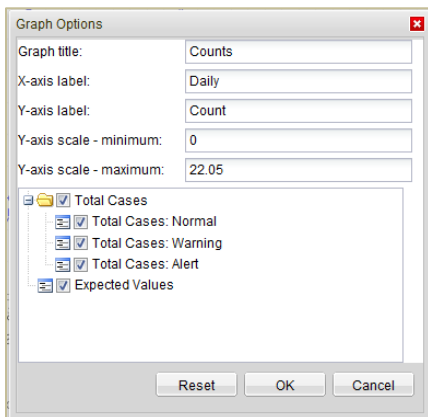 Graph Options
Graph title: Counts
X-axis label: Daily
Y-axis label: Count
Y-axis scale - minimum: 0
Y-axis scale - maximum: 22.05
Total Cases
Total Cases: Normal
Total Cases: Warning
Total Cases: Alert
Expected Values
Reset OK Cancel